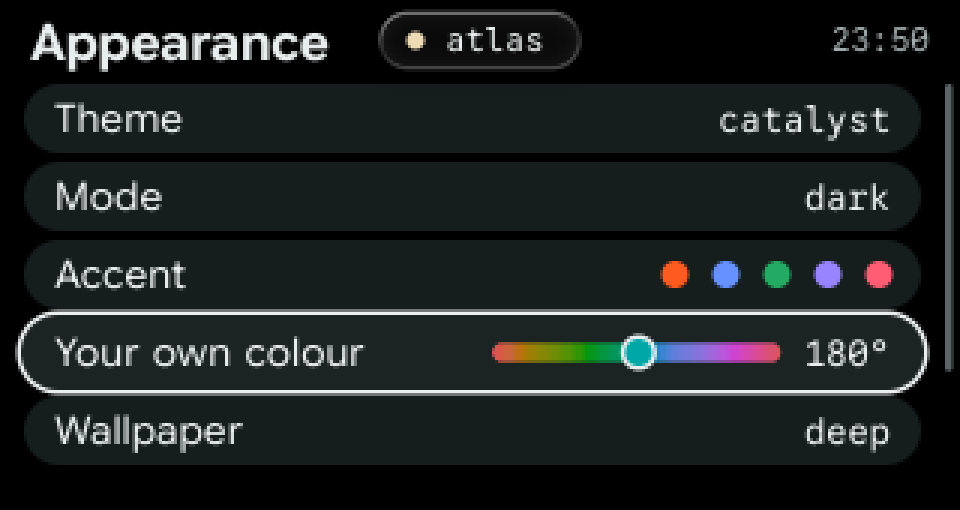 Appearance atlas 23:50
Theme catalyst
Mode dark
Accent
Your own colour 180°
Wallpaper deep